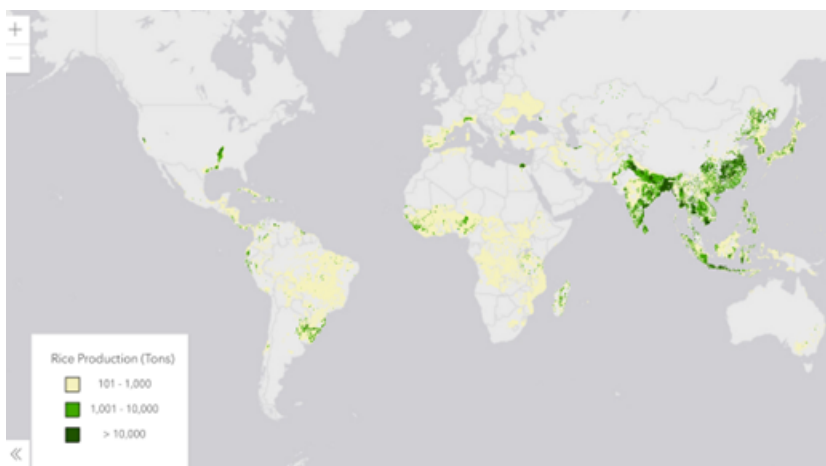 +
−
Rice Production (Tons)
101 - 1,000
1,001 - 10,000
> 10,000
«